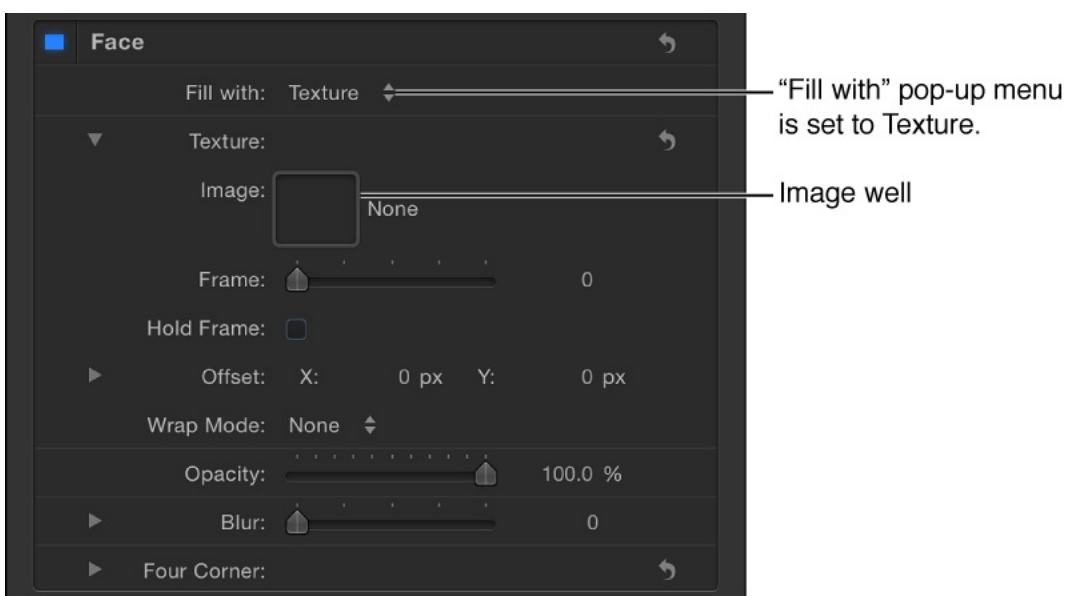 Face
Fill with: Texture
“Fill with” pop-up menu
is set to Texture.
Texture:
Image: None
Image well
Frame: 0
Hold Frame:
Offset: X: 0 px Y: 0 px
Wrap Mode: None
Opacity: 100.0 %
Blur: 0
Four Corner: